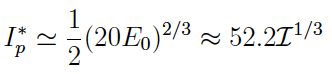 $I_p^* \simeq \frac{1}{2}(20E_0)^{2/3} \approx 52.2\mathcal{I}^{1/3}$